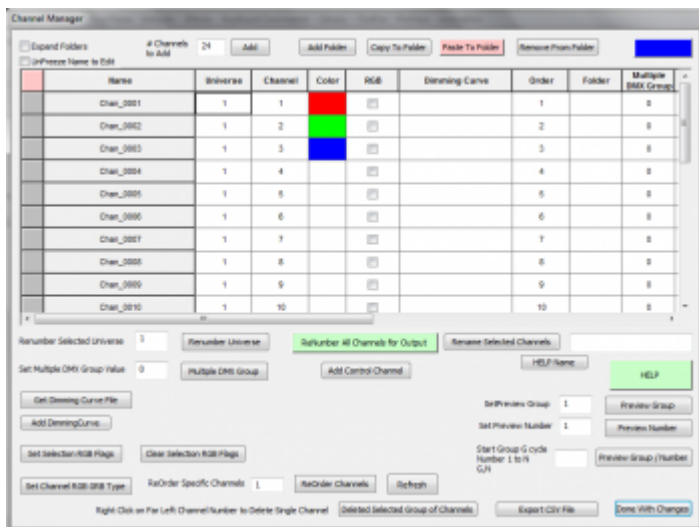 Channel Manager
Expand Folders # Channels to Add 24 Add Add Folder Copy To Folder Paste To Folder Remove From Folder
UnFreeze Name to Edit
Name Universe Channel Color RGB Dimming Curve Order Folder Multiple DMX Group
Chan_0001 1 1 1 0
Chan_0002 1 2 2 0
Chan_0003 1 3 3 0
Chan_0004 1 4 4 0
Chan_0005 1 5 5 0
Chan_0006 1 6 6 0
Chan_0007 1 7 7 0
Chan_0008 1 8 8 0
Chan_0009 1 9 9 0
Chan_0010 1 10 10 0
Renumber Selected Universe 1 Renumber Universe ReNumber All Channels for Output Rename Selected Channels
HELP Name
Set Multiple DMX Group Value 0 Multiple DMX Group Add Control Channel HELP
Get Dimming Curve File SetPreview Group 1 Preview Group
Add DimmingCurve Set Preview Number 1 Preview Number
Set Selection RGB Flags Clear Selection RGB Flags Start Group G cycle Number 1 to N G,N Preview Group /Number
Set Channel RGB GRB Type ReOrder Specific Channels 1 ReOrder Channels Refresh
Right Click on Far Left Channel Number to Delete Single Channel Deleted Selected Group of Channels Export CSV File Done With Changes